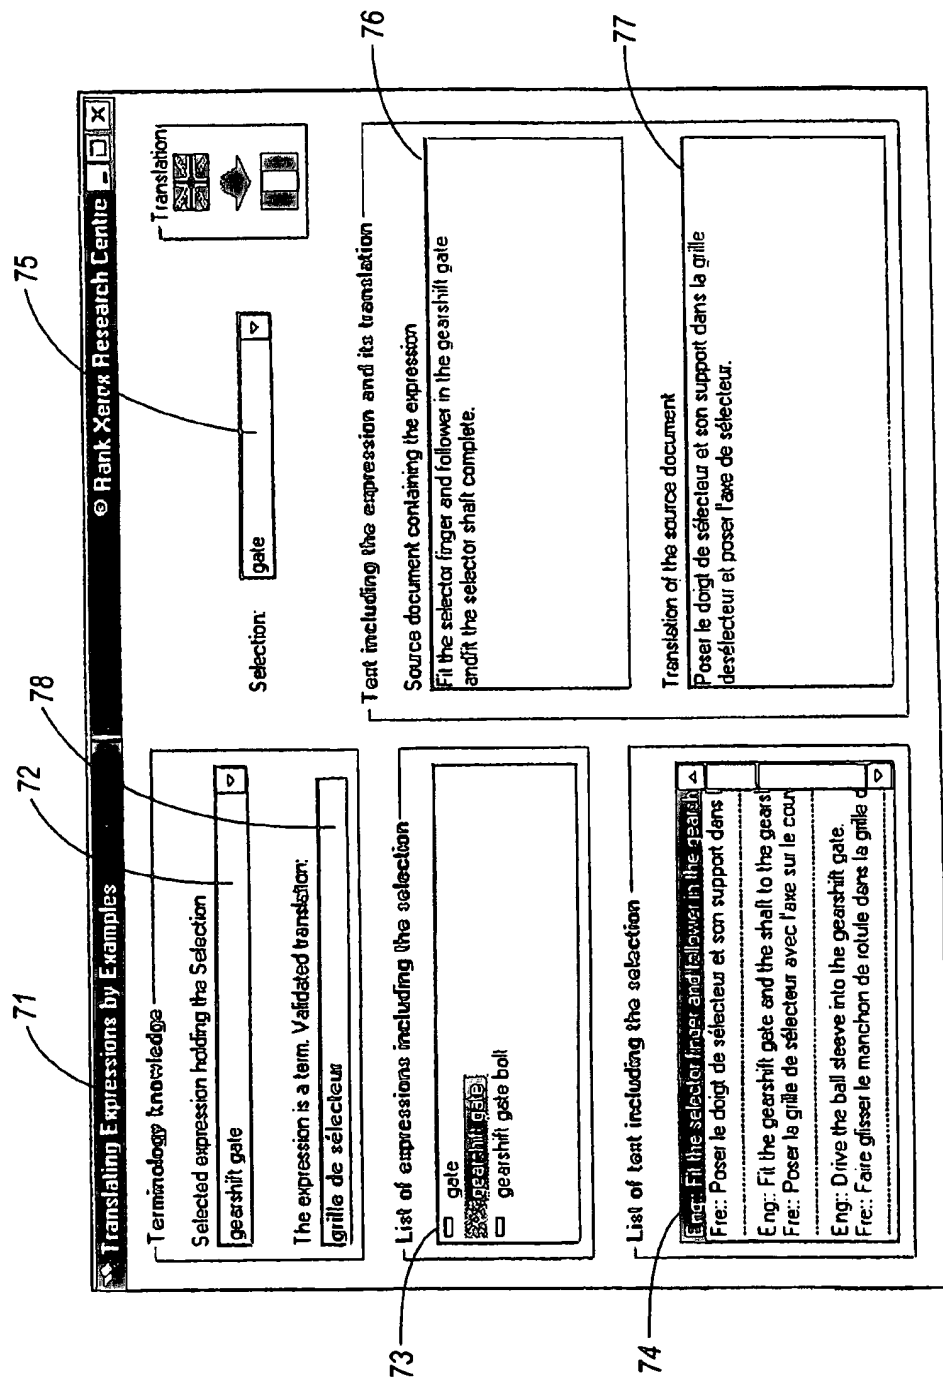 71
72
78
75
Translating Expressions by Examples
© Rank Xerox Research Centre
Terminology knowledge
Selected expression holding the Selection
gearshift gate
The expression is a term. Validated translation:
grille de sélecteur
Selection:
gate
Translation
73
List of expressions including the selection
gate
gearshift gate
gearshift gate bolt
74
List of text including the selection
Eng:: Fit the selector finger and follower in the gearsh
Fre:: Poser le doigt de sélecteur et son support dans
Eng:: Fit the gearshift gate and the shaft to the gearsl
Fre:: Poser la grille de sélecteur avec l'axe sur le cou
Eng:: Drive the ball sleeve into the gearshift gate.
Fre:: Faire glisser le manchon de rotule dans la grille d
Text including the expression and its translation
76
Source document containing the expression
Fit the selector finger and follower in the gearshift gate
andfit the selector shaft complete.
77
Translation of the source document
Poser le doigt de sélecteur et son support dans la grille
desélecteur et poser l'axe de sélecteur.